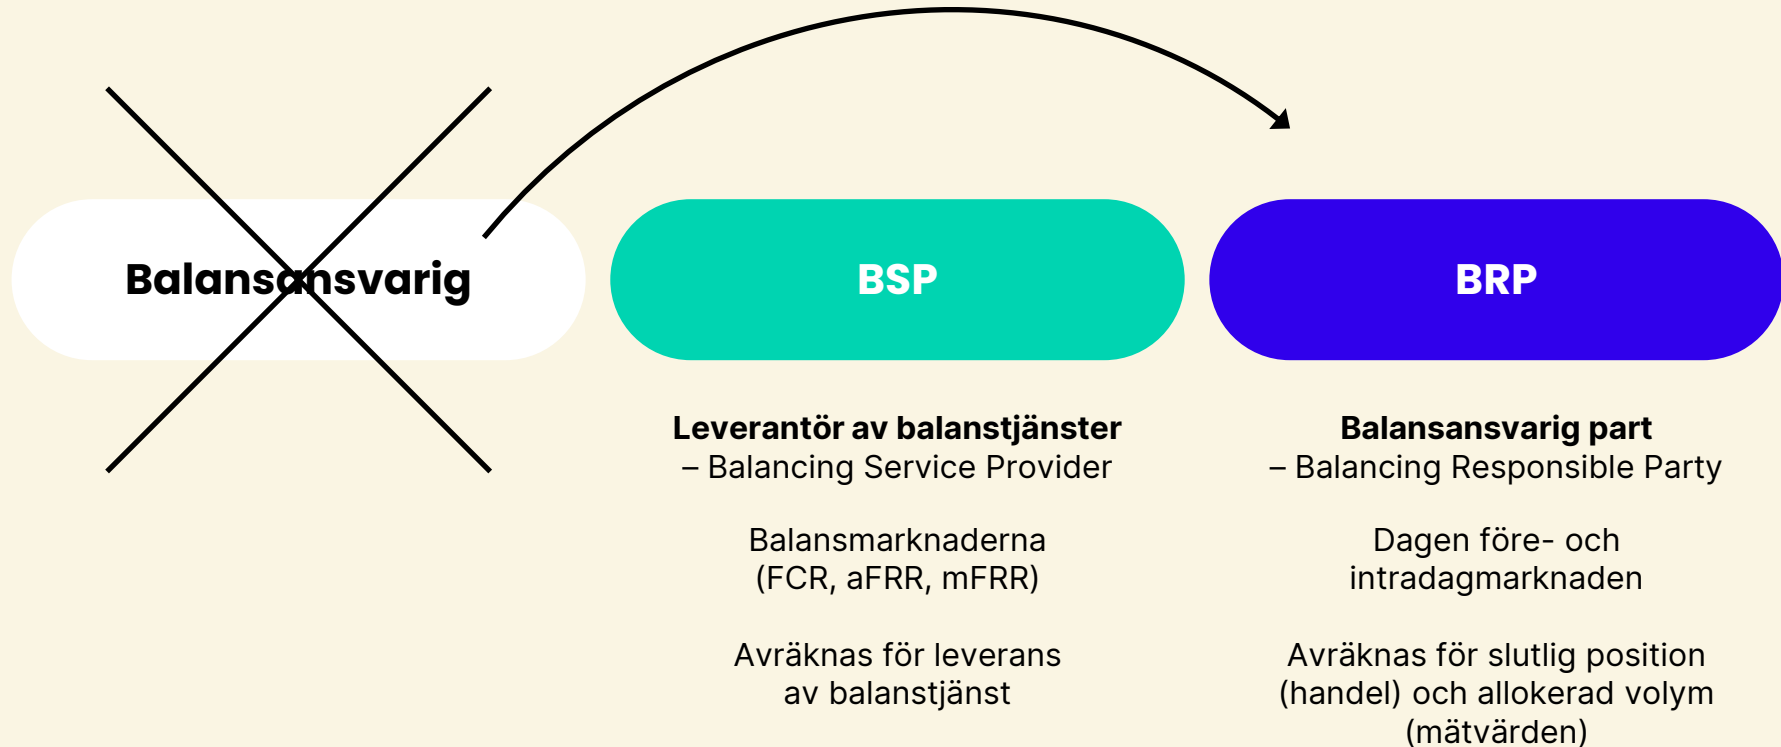 Balansansvarig
BSP
BRP
Leverantör av balanstjänster
– Balancing Service Provider
Balansmarknaderna
(FCR, aFRR, mFRR)
Avräknas för leverans
av balanstjänst
Balansansvarig part
– Balancing Responsible Party
Dagen före- och
intradagmarknaden
Avräknas för slutlig position
(handel) och allokerad volym
(mätvärden)